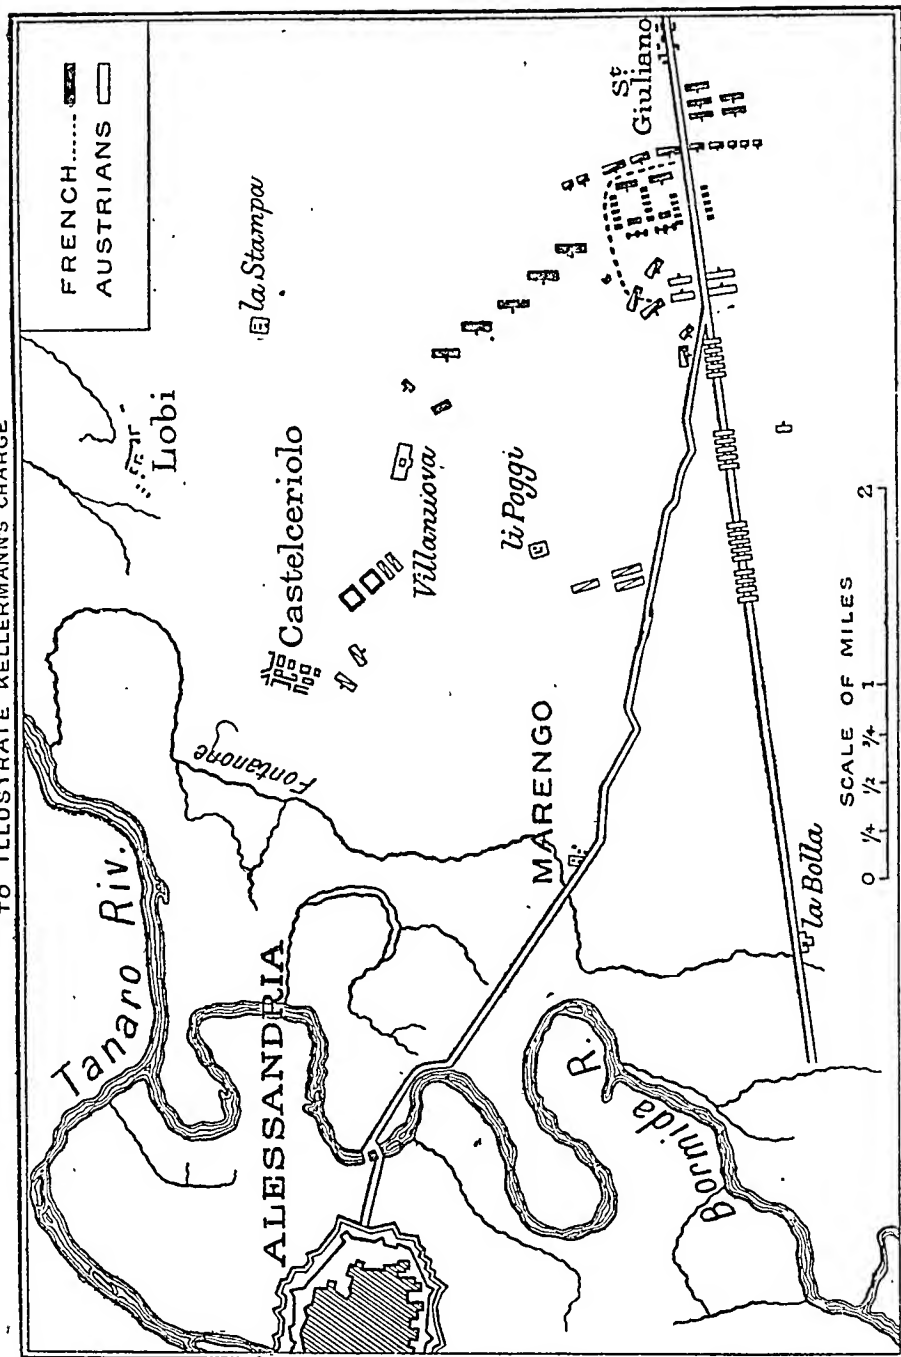 TO ILLUSTRATE KELLERMANN'S CHARGE
FRENCH......
AUSTRIANS
Tanaro Riv.
ALESSANDRIA
Bormida R.
Fontanone
MARENGO
la Bolla
Castelceriolo
Lobi
la Stampa
Villanuova
li Poggi
St.
Giuliano
SCALE OF MILES
0 1/4 1/2 3/4 1 2